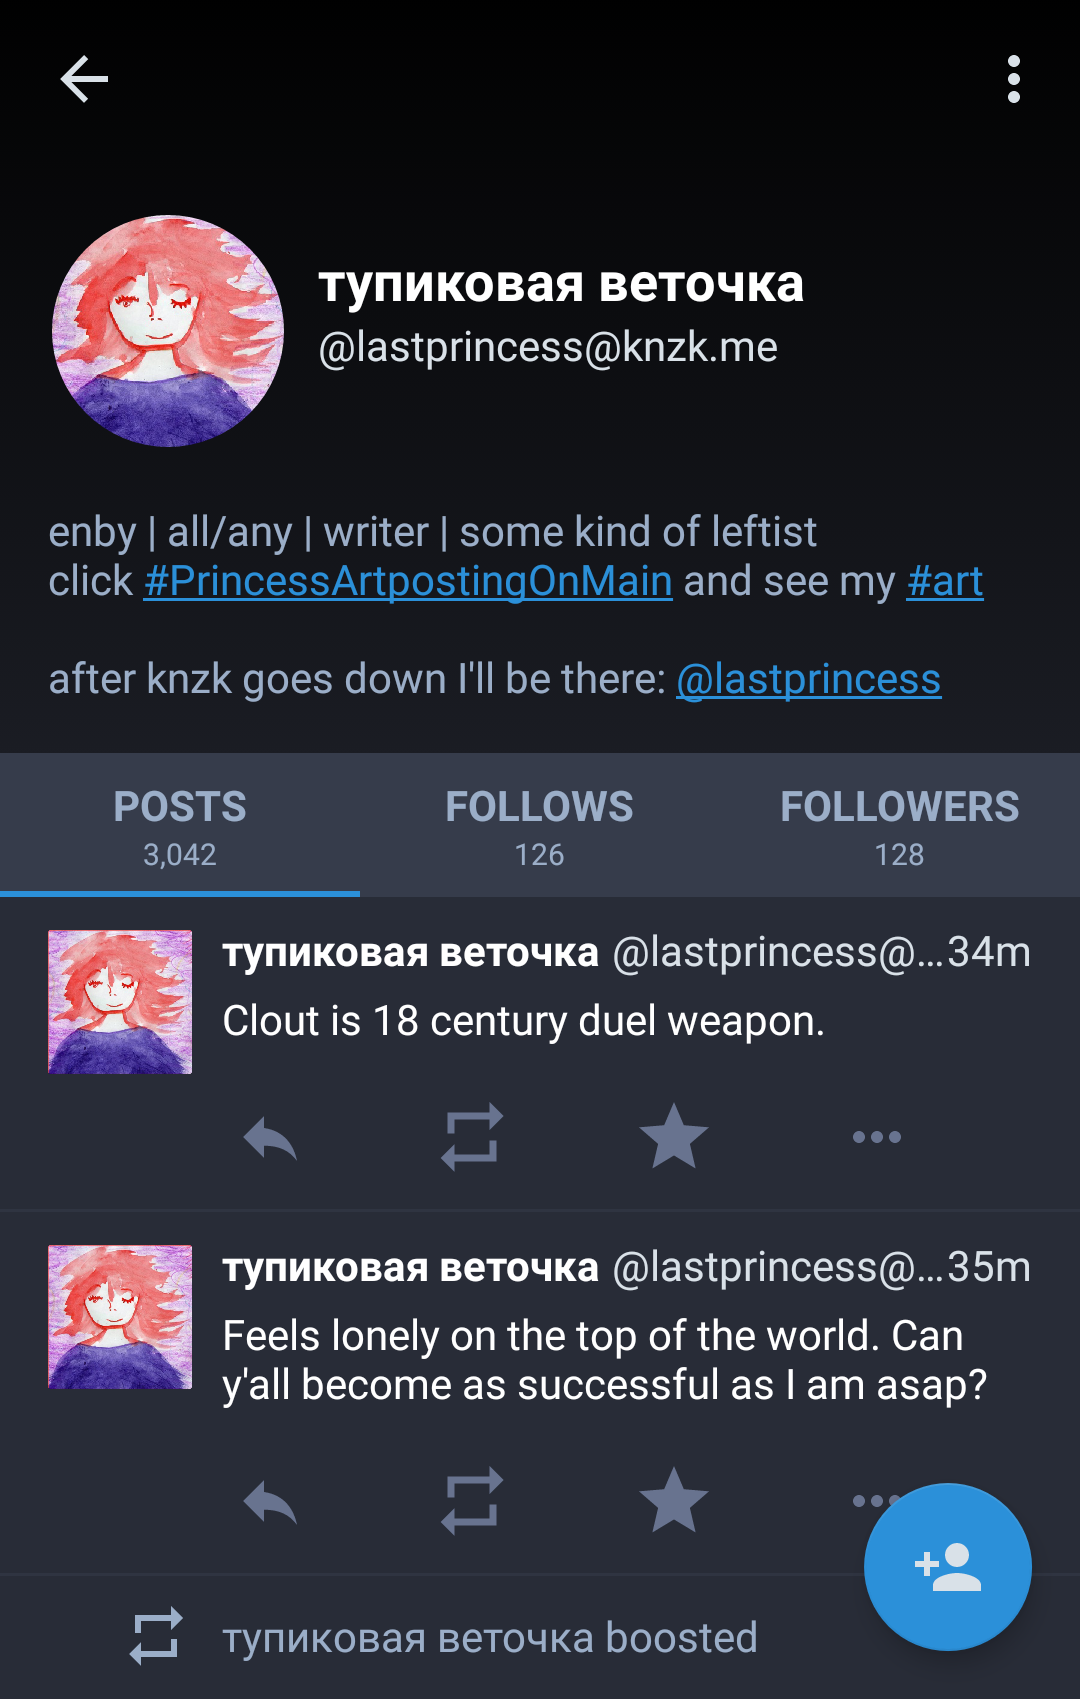 тупиковая веточка
@lastprincess@knzk.me
enby | all/any | writer | some kind of leftist
click #PrincessArtpostingOnMain and see my #art
after knzk goes down I'll be there: @lastprincess
POSTS FOLLOWS FOLLOWERS
3,042 126 128
тупиковая веточка @lastprincess@...34m
Clout is 18 century duel weapon.
тупиковая веточка @lastprincess@...35m
Feels lonely on the top of the world. Can
y'all become as successful as I am asap?
тупиковая веточка boosted